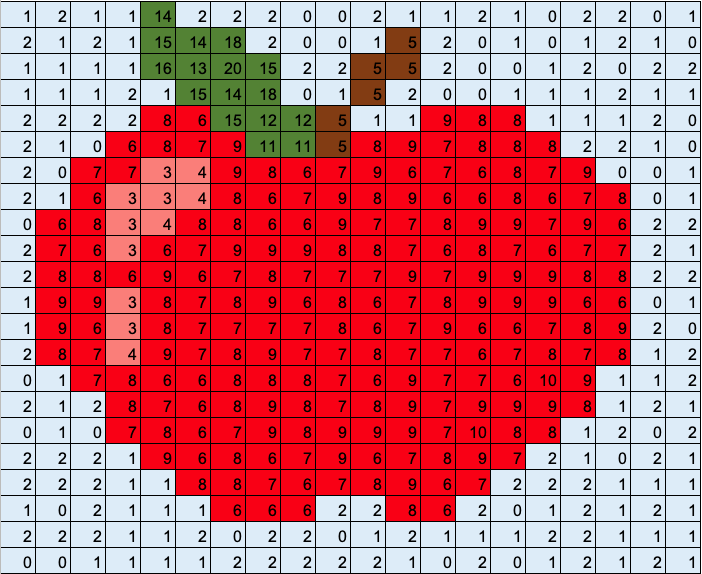 1 2 1 1 14 2 2 2 0 0 2 1 1 2 1 0 2 2 0 1
2 1 2 1 15 14 18 2 0 0 1 5 2 0 1 0 1 2 1 0
1 1 1 1 16 13 20 15 2 2 5 5 2 0 0 1 2 0 2 2
1 1 1 2 1 15 14 18 0 1 5 2 0 0 1 1 1 2 1 1
2 2 2 2 8 6 15 12 12 5 1 1 9 8 8 1 1 1 2 0
2 1 0 6 8 7 9 11 11 5 8 9 7 8 8 8 2 2 1 0
2 0 7 7 3 4 9 8 6 7 9 6 7 6 8 7 9 0 0 1
2 1 6 3 3 4 8 6 7 9 8 9 6 9 8 6 7 8 0 1
0 6 8 3 4 8 8 6 6 9 7 7 8 9 9 7 9 6 2 2
2 7 6 3 6 7 9 9 9 8 8 7 6 8 7 6 7 7 2 1
2 8 8 6 9 6 7 8 7 7 7 9 7 9 9 9 8 8 2 2
1 9 9 3 8 7 8 9 6 8 6 7 8 9 9 9 6 6 0 1
1 9 6 3 8 7 7 7 7 8 6 7 9 6 6 7 8 9 2 0
2 8 7 4 9 7 8 9 7 7 8 7 7 6 7 8 7 8 1 2
0 1 7 8 6 6 8 8 8 7 6 9 7 7 6 10 9 1 1 2
2 1 2 8 7 6 8 9 8 7 8 9 7 9 9 9 8 1 2 1
0 1 0 7 8 6 7 9 8 9 9 9 7 10 8 8 1 2 0 2
2 2 2 1 9 6 8 6 7 9 6 7 8 9 7 2 1 0 2 1
2 2 2 1 1 8 8 7 6 7 8 9 6 7 2 2 2 1 1 1
1 0 2 1 1 1 6 6 6 2 2 8 6 2 0 1 2 1 2 1
2 2 2 1 1 2 0 2 2 0 1 2 1 1 1 2 2 1 1 1
0 0 1 1 1 1 2 2 2 2 2 1 0 2 0 1 2 1 2 1